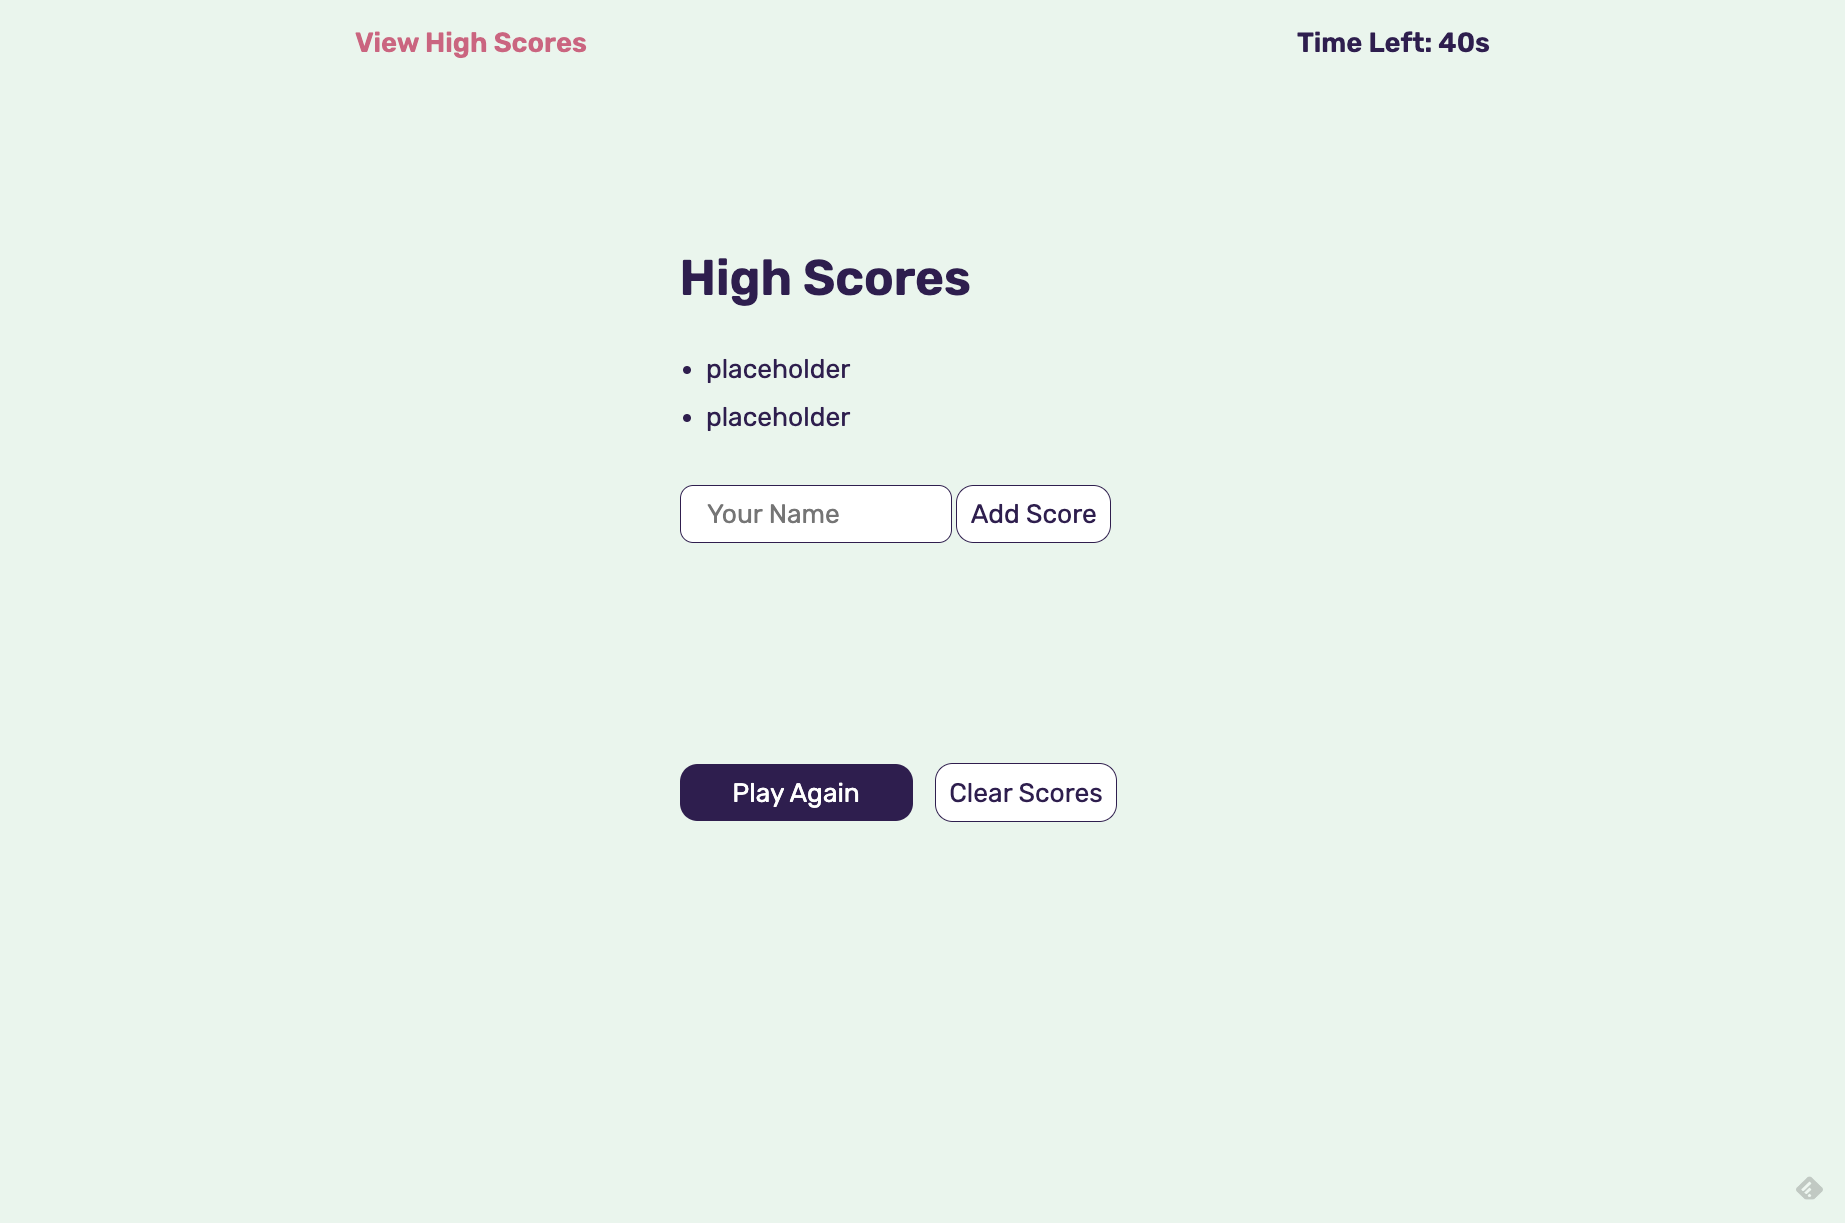 View High Scores
Time Left: 40s
High Scores
• placeholder
• placeholder
Your Name
Add Score
Play Again
Clear Scores